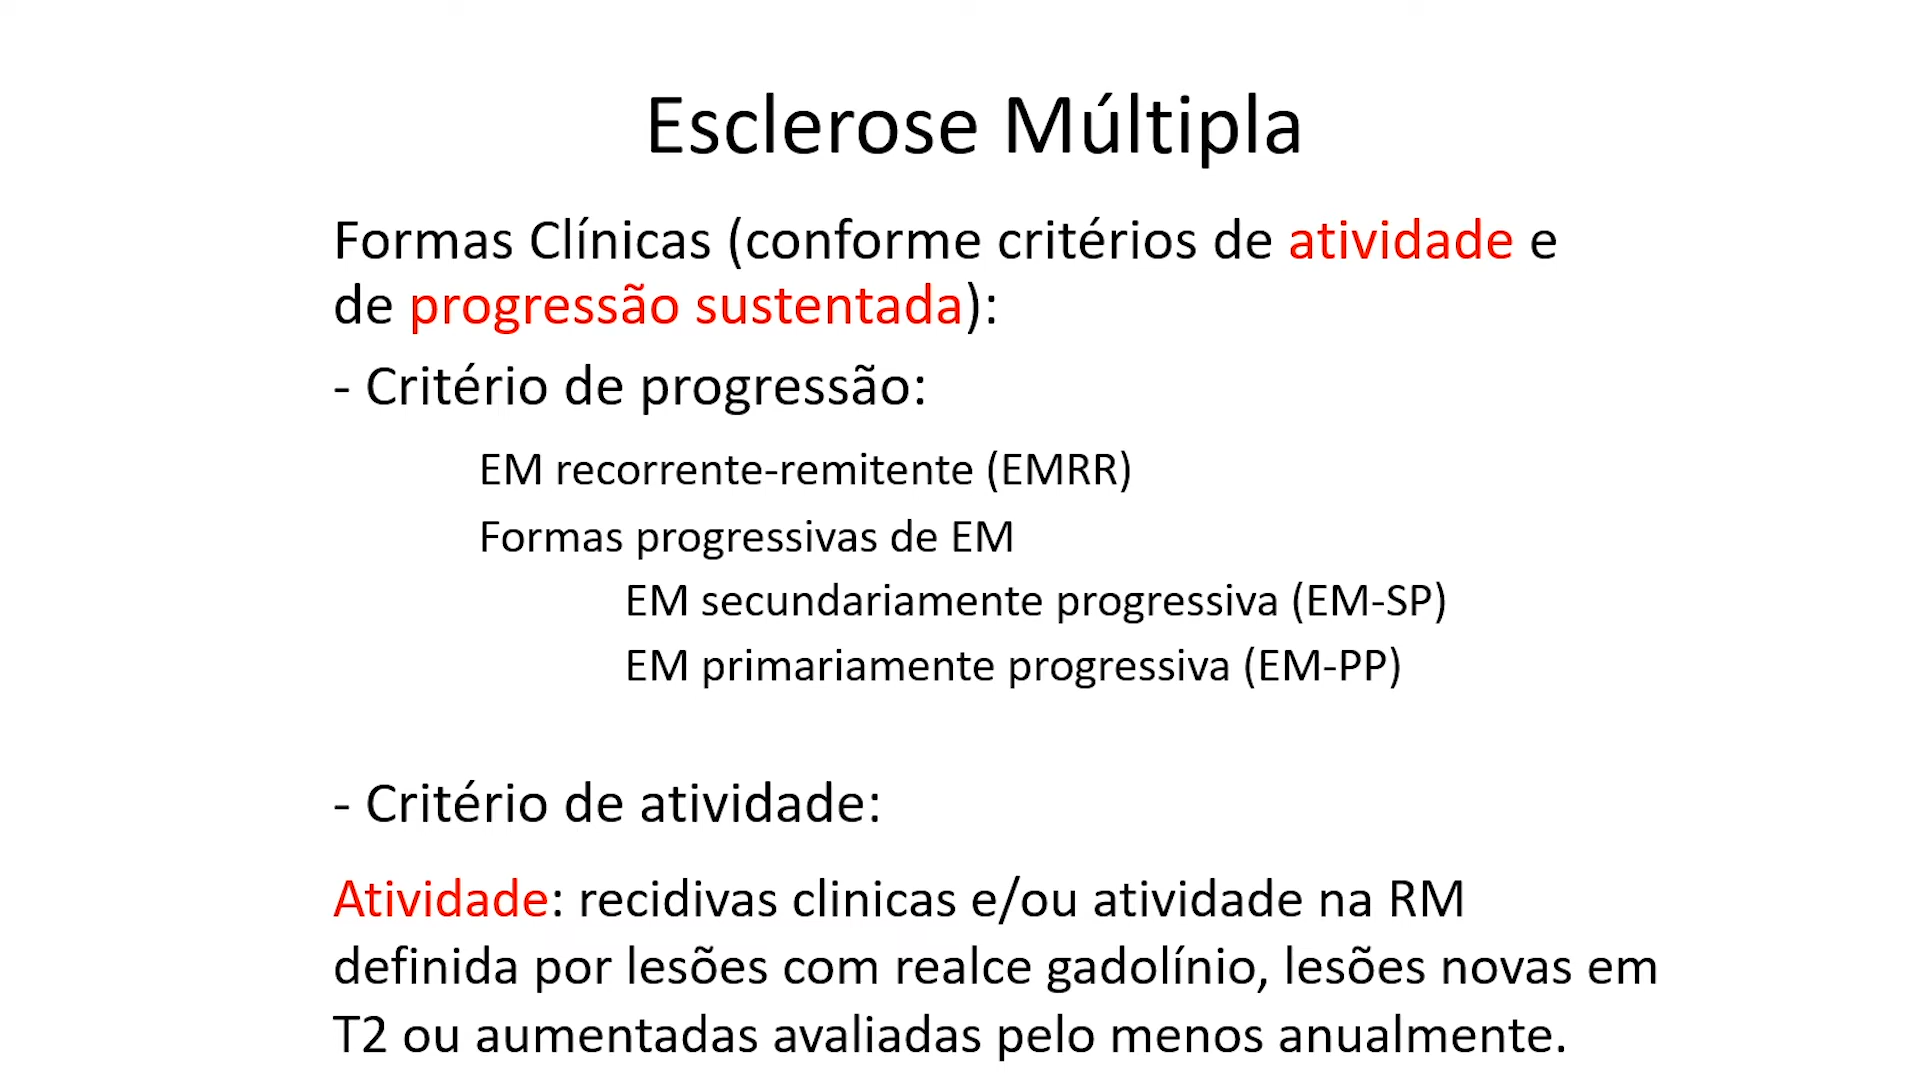 Esclerose Múltipla
Formas Clínicas (conforme critérios de atividade e
de progressão sustentada):
- Critério de progressão:
EM recorrente-remitente (EMRR)
Formas progressivas de EM
EM secundariamente progressiva (EM-SP)
EM primariamente progressiva (EM-PP)
- Critério de atividade:
Atividade: recidivas clinicas e/ou atividade na RM
definida por lesões com realce gadolínio, lesões novas em
T2 ou aumentadas avaliadas pelo menos anualmente.